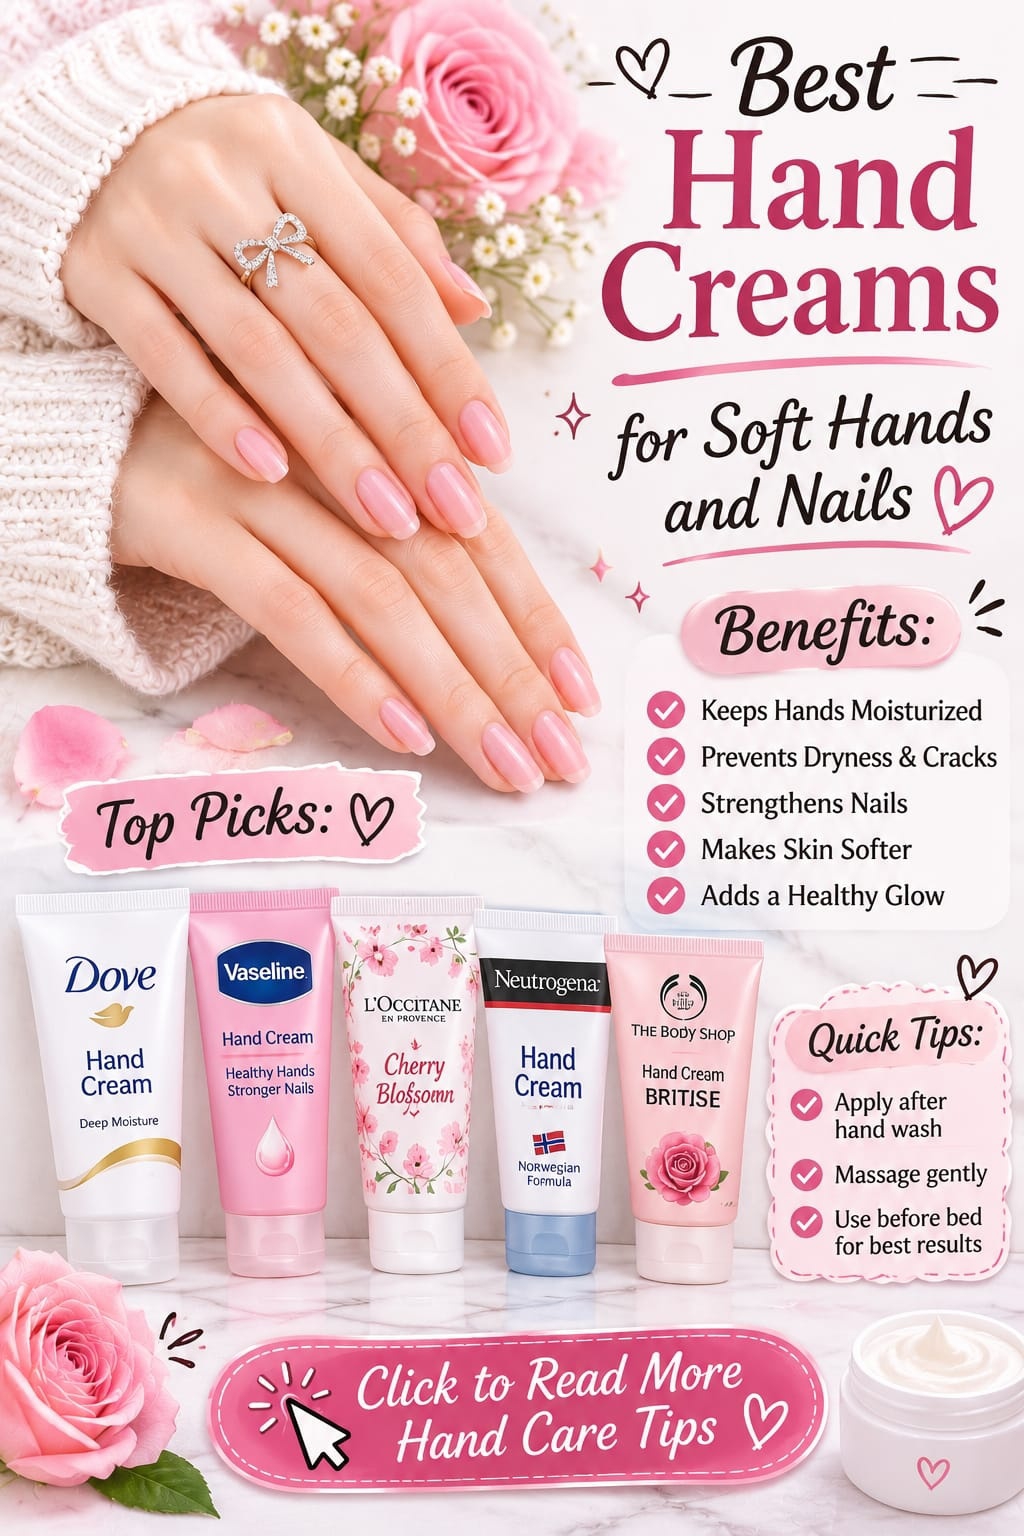 Best
Hand
Creams
for Soft Hands
and Nails
Benefits:
Keeps Hands Moisturized
Prevents Dryness & Cracks
Strengthens Nails
Makes Skin Softer
Adds a Healthy Glow
Top Picks:
Dove
Hand
Cream
Deep Moisture
Vaseline
Hand Cream
Healthy Hands
Stronger Nails
L'OCCITANE
EN PROVENCE
Cherry
Neutrogena
Hand
Cream
Norwegian
Formula
THE BODY SHOP
Hand Cream
BRITISE
Quick Tips:
Apply after
hand wash
Massage gently
Use before bed
for best results
Click to Read More
Hand Care Tips